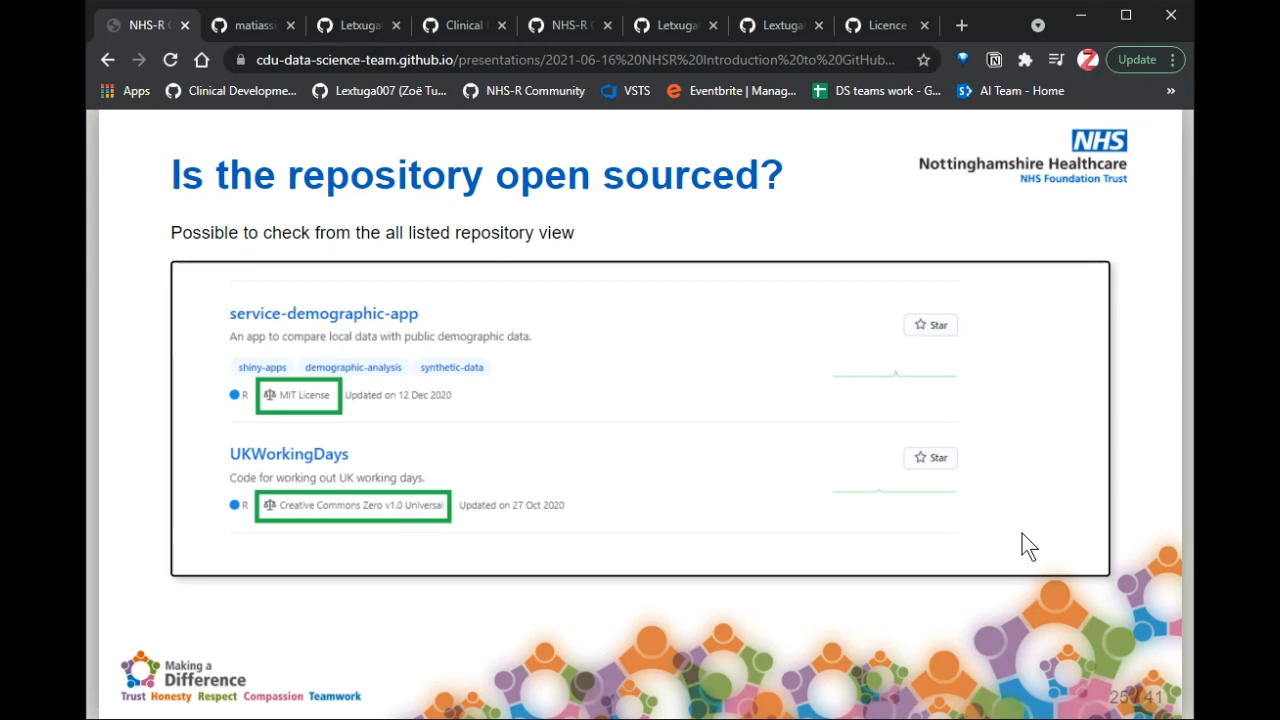 NHS-R C
matiassi
Letxuga
Clinical
NHS-R C
Letxuga
Lextugal
Licence
cdu-data-science-team.github.io/presentations/2021-06-16%20NHSR%20Introduction%20to%20GitHub...
Update
Apps
Clinical Developme...
Lextuga007 (Zoë Tu...
NHS-R Community
VSTS
Eventbrite | Manag...
DS teams work - G...
AI Team - Home
»
Is the repository open sourced?
NHS
Nottinghamshire Healthcare
NHS Foundation Trust
Possible to check from the all listed repository view
service-demographic-app
Star
An app to compare local data with public demographic data.
shiny-apps demographic-analysis synthetic-data
R MIT License Updated on 12 Dec 2020
UKWorkingDays
Star
Code for working out UK working days.
R Creative Commons Zero v1.0 Universal Updated on 27 Oct 2020
Making a
Difference
Trust Honesty Respect Compassion Teamwork
25 / 41